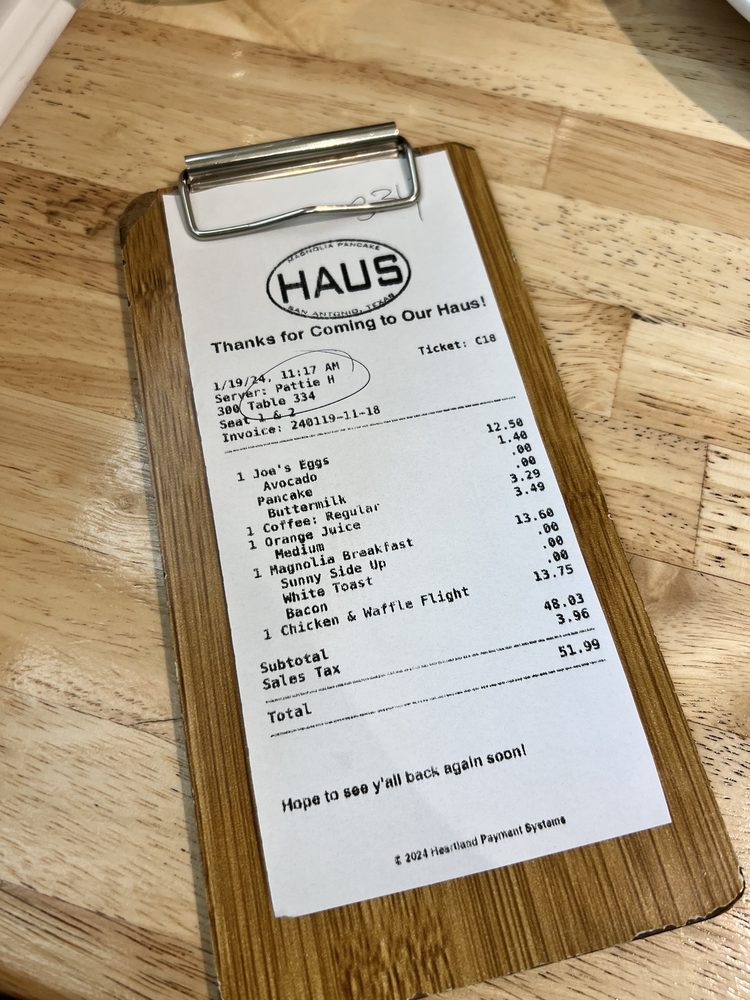 334
MAGNOLIA PANCAKE
HAUS
SAN ANTONIO, TEXAS
Thanks for Coming to Our Haus!
Ticket: C18
1/19/24, 11:17 AM
Server: Pattie H
300 Table 334
Seat 1 & 2
Invoice: 240119-11-18
1 Joe's Eggs 12.50
Avocado 1.40
Pancake .00
Buttermilk .00
1 Coffee: Regular 3.29
1 Orange Juice 3.49
Medium
1 Magnolia Breakfast 13.60
Sunny Side Up .00
White Toast .00
Bacon .00
1 Chicken & Waffle Flight 13.75
Subtotal 48.03
Sales Tax 3.96
Total 51.99
Hope to see y'all back again soon!
© 2024 Heartland Payment Systems